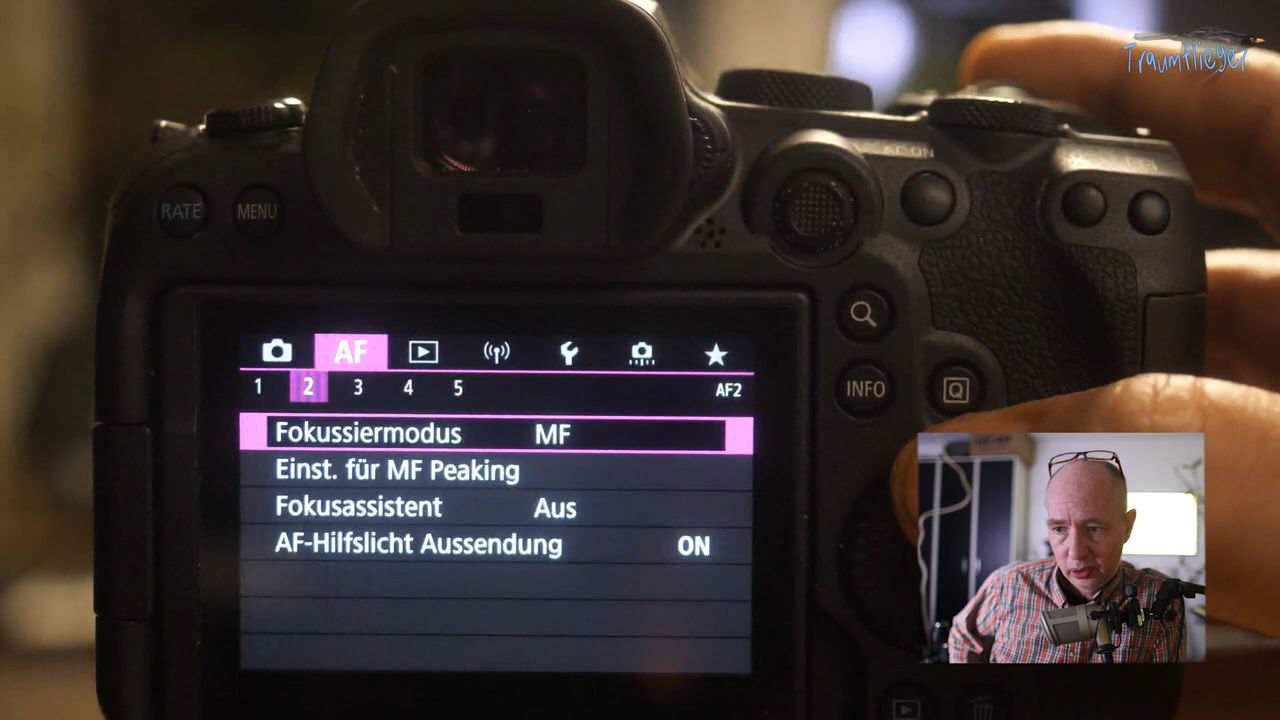 Traumflieger
RATE
MENU
INFO
Q
AF
1 2 3 4 5
AF2
Fokussiermodus MF
Einst. für MF Peaking
Fokusassistent Aus
AF-Hilfslicht Aussendung ON